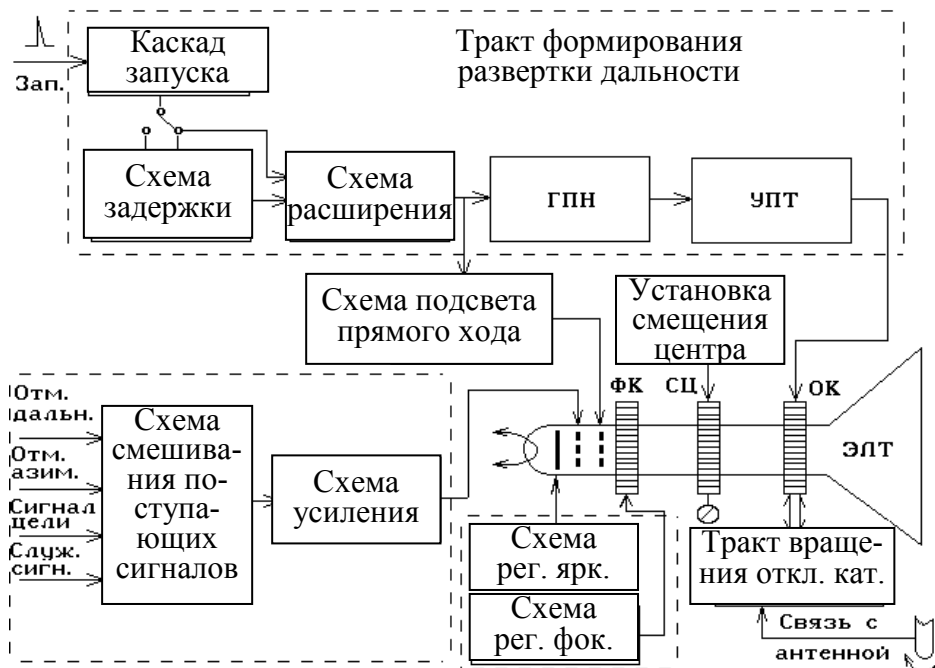 Каскад
запуска
Зап.
Тракт формирования
развертки дальности
Схема
задержки
Схема
расширения
ГПН
УПТ
Схема подсвета
прямого хода
Установка
смещения
центра
Отм.
дальн.
Отм.
азим.
Сигнал
цели
Служ.
сигн.
Схема
смешива-
ния по-
ступа-
ющих
сигналов
Схема
усиления
ФК
СЦ
ОК
ЭЛТ
Схема
рег. ярк.
Схема
рег. фок.
Тракт враще-
ния откл. кат.
Связь с
антенной